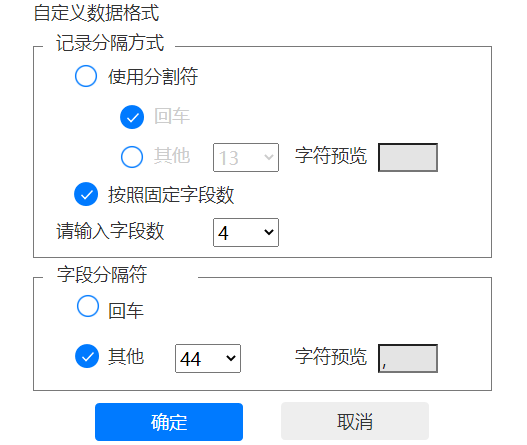 自定义数据格式
记录分隔方式
使用分割符
回车
其他 13 字符预览
按照固定字段数
请输入字段数 4
字段分隔符
回车
其他 44 字符预览 ,
确定 取消